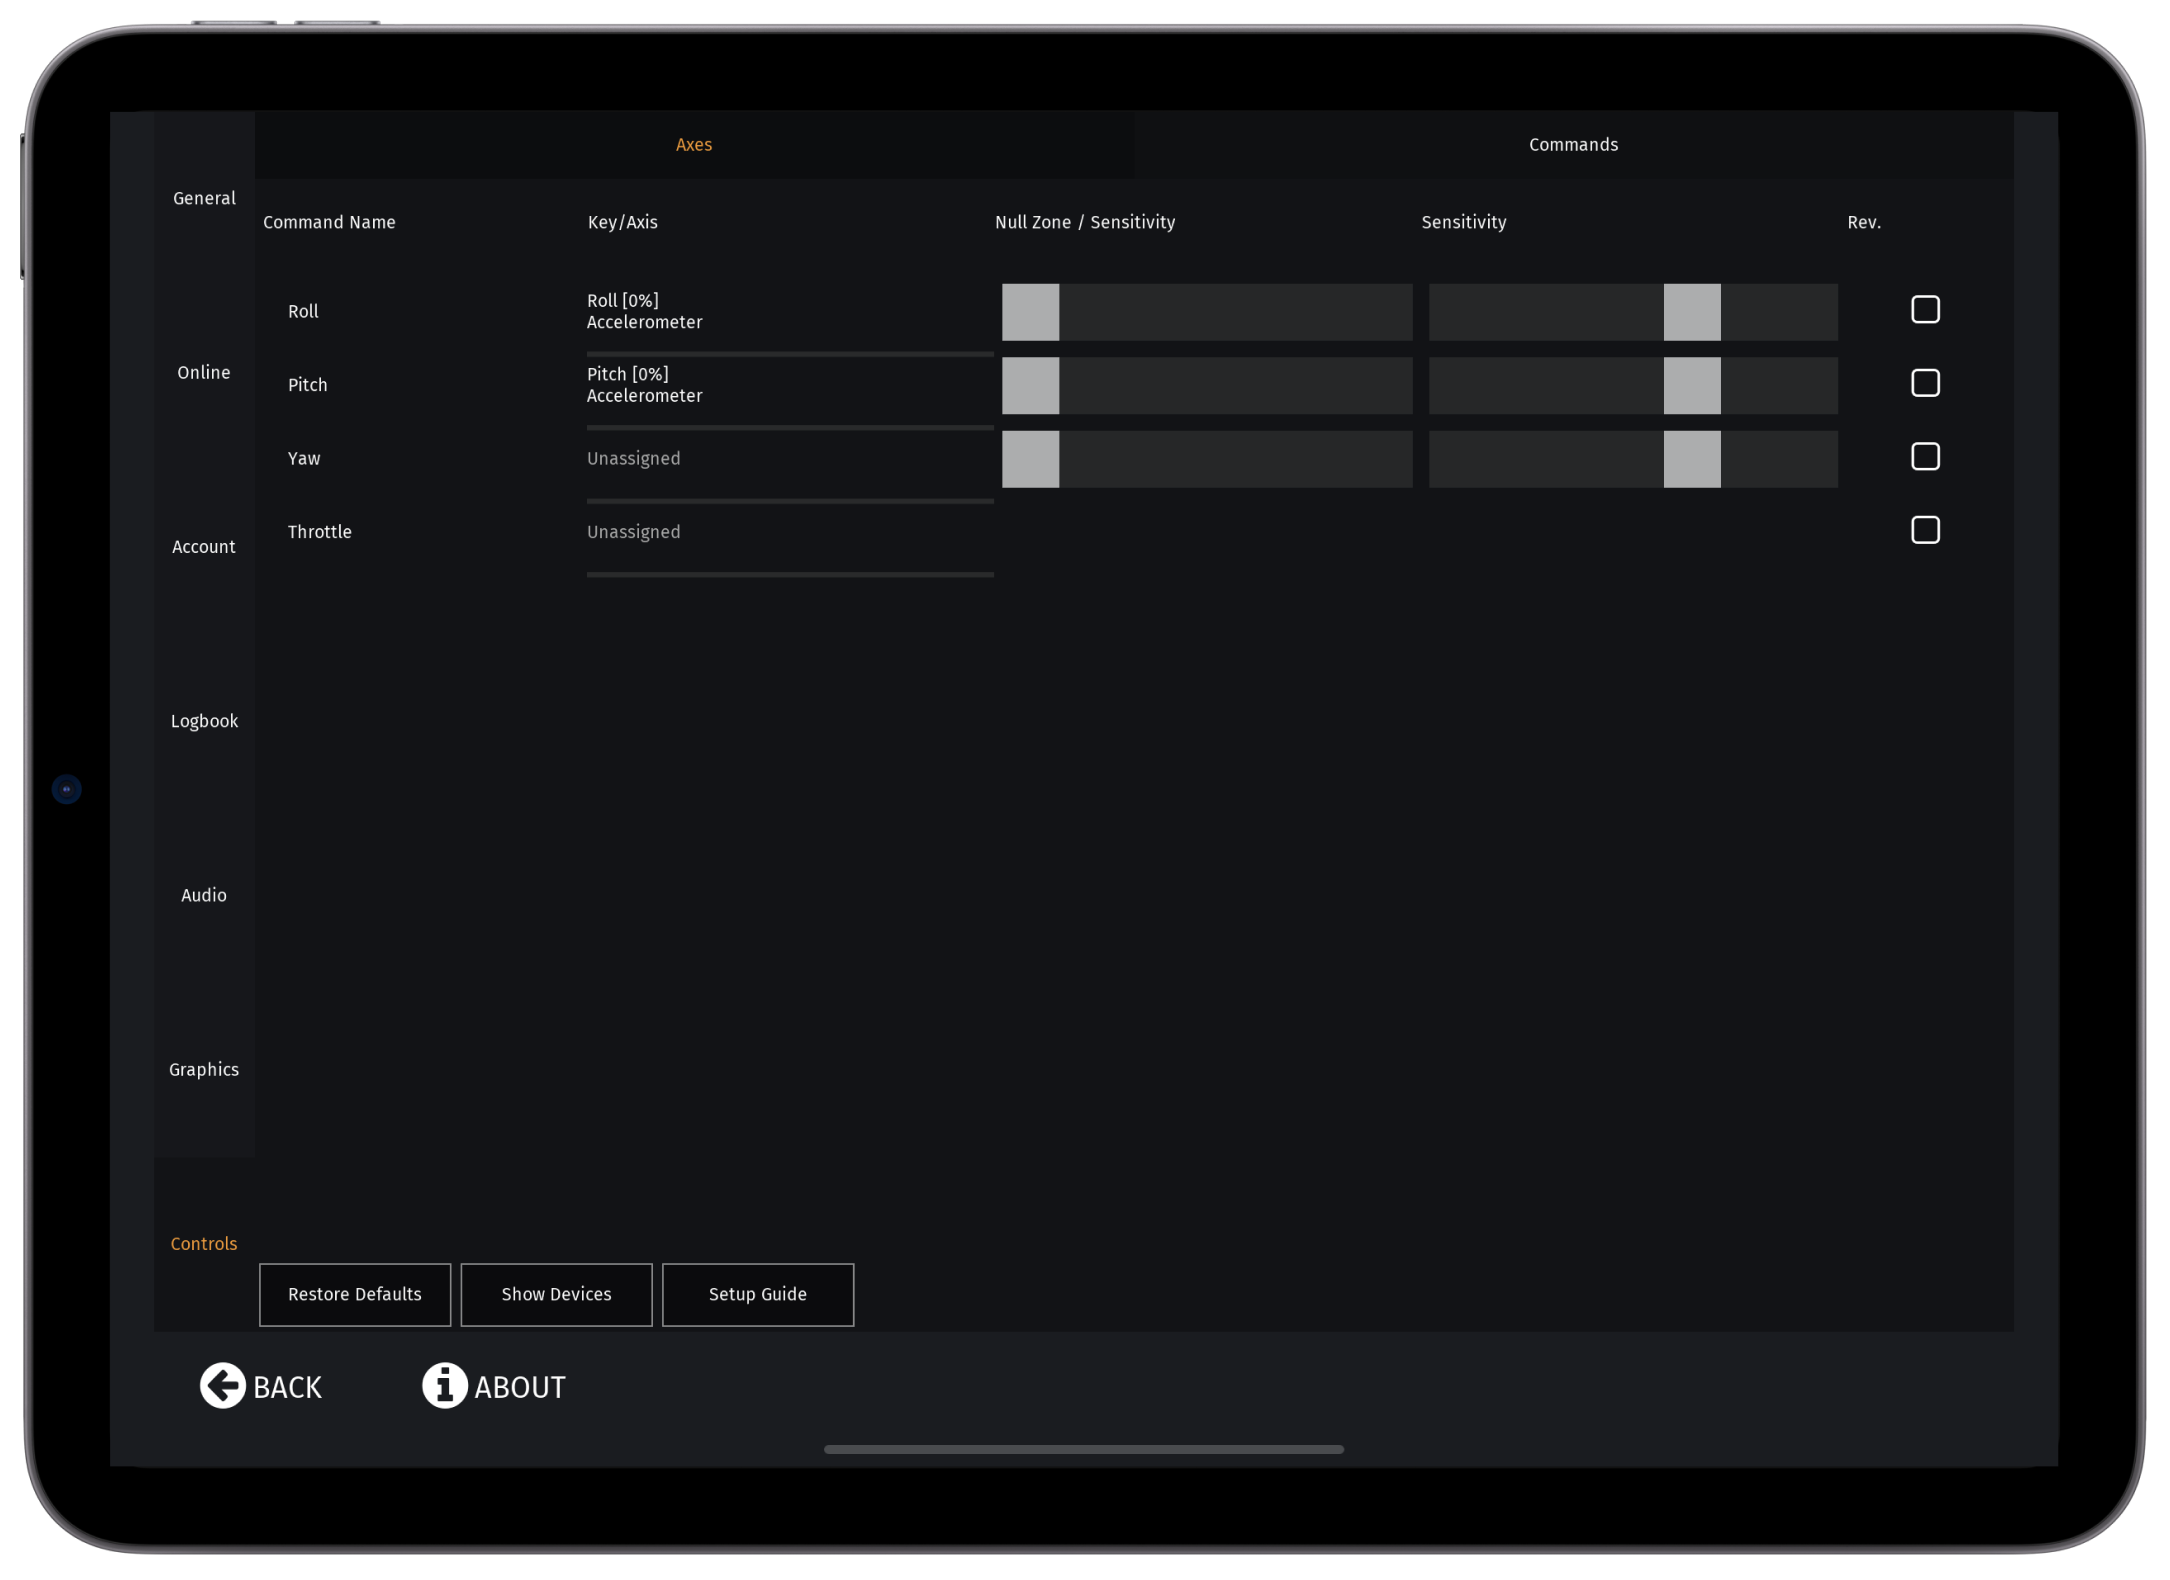 Axes
Commands
General
Command Name
Key/Axis
Null Zone / Sensitivity
Sensitivity
Rev.
Roll
Roll [0%]
Accelerometer
Online
Pitch
Pitch [0%]
Accelerometer
Yaw
Unassigned
Account
Throttle
Unassigned
Logbook
Audio
Graphics
Controls
Restore Defaults
Show Devices
Setup Guide
BACK
ABOUT